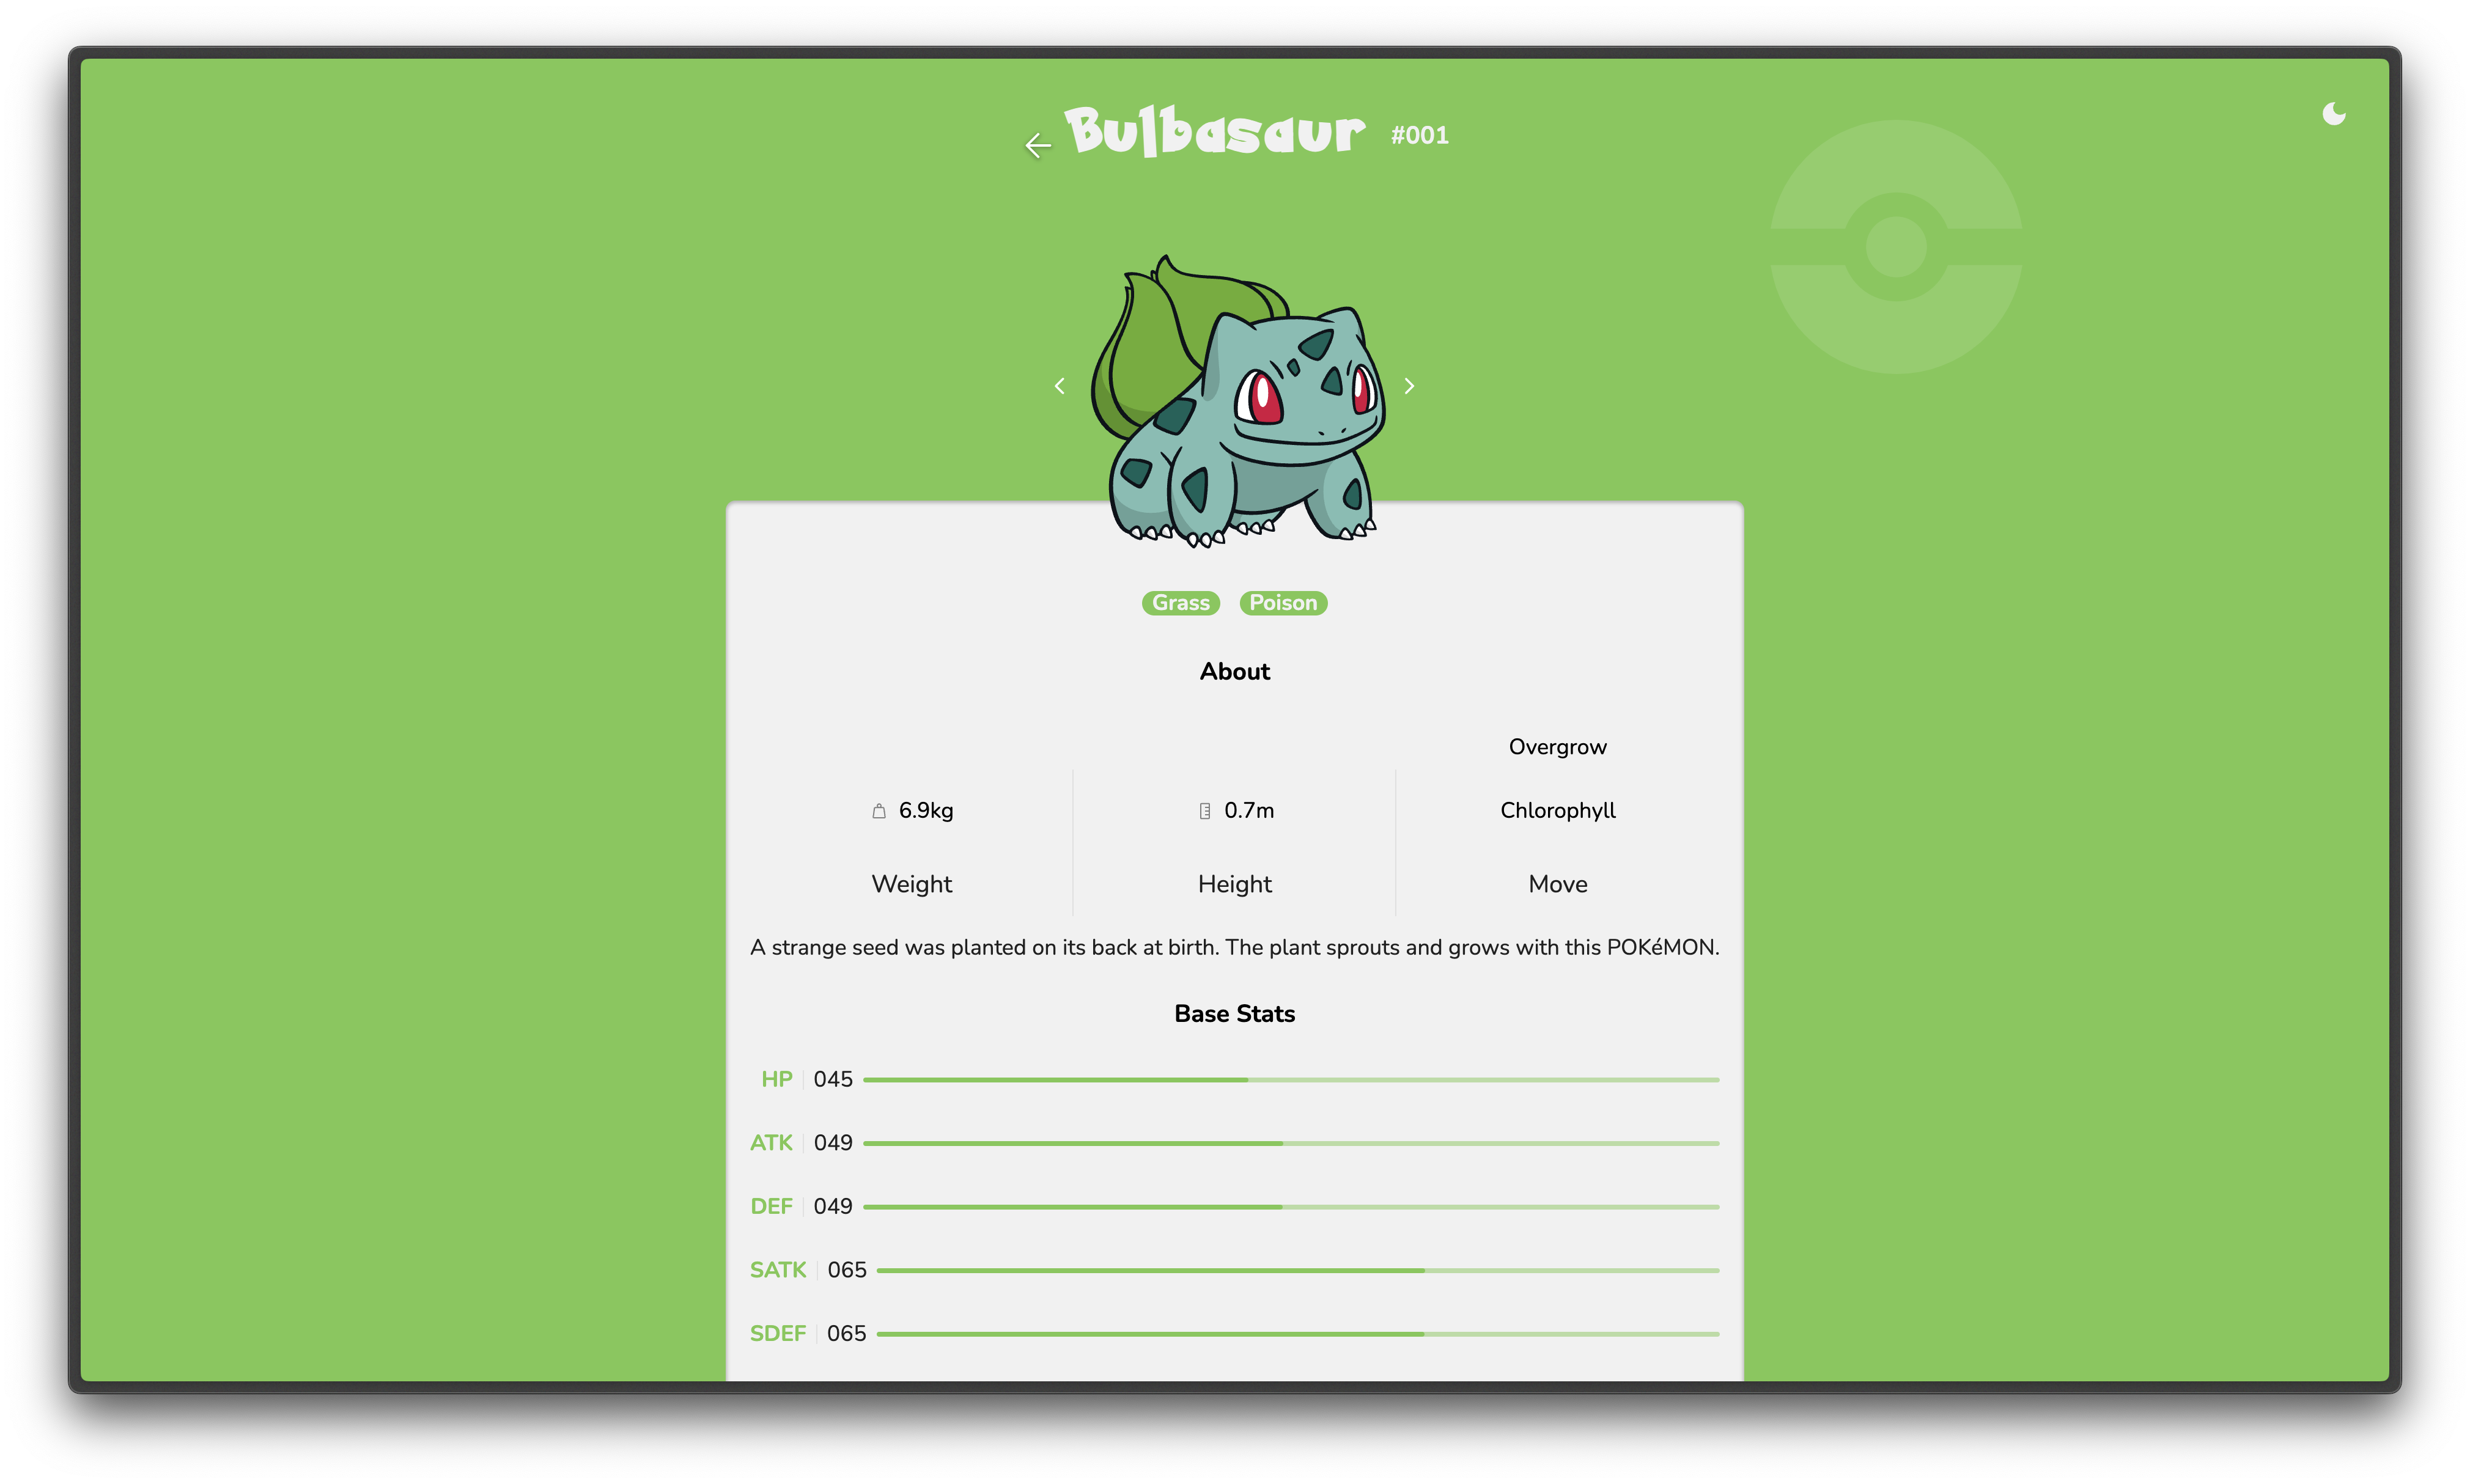 Bulbasaur #001
Grass Poison
About
Overgrow
6.9kg 0.7m Chlorophyll
Weight Height Move
A strange seed was planted on its back at birth. The plant sprouts and grows with this POKéMON.
Base Stats
HP 045
ATK 049
DEF 049
SATK 065
SDEF 065